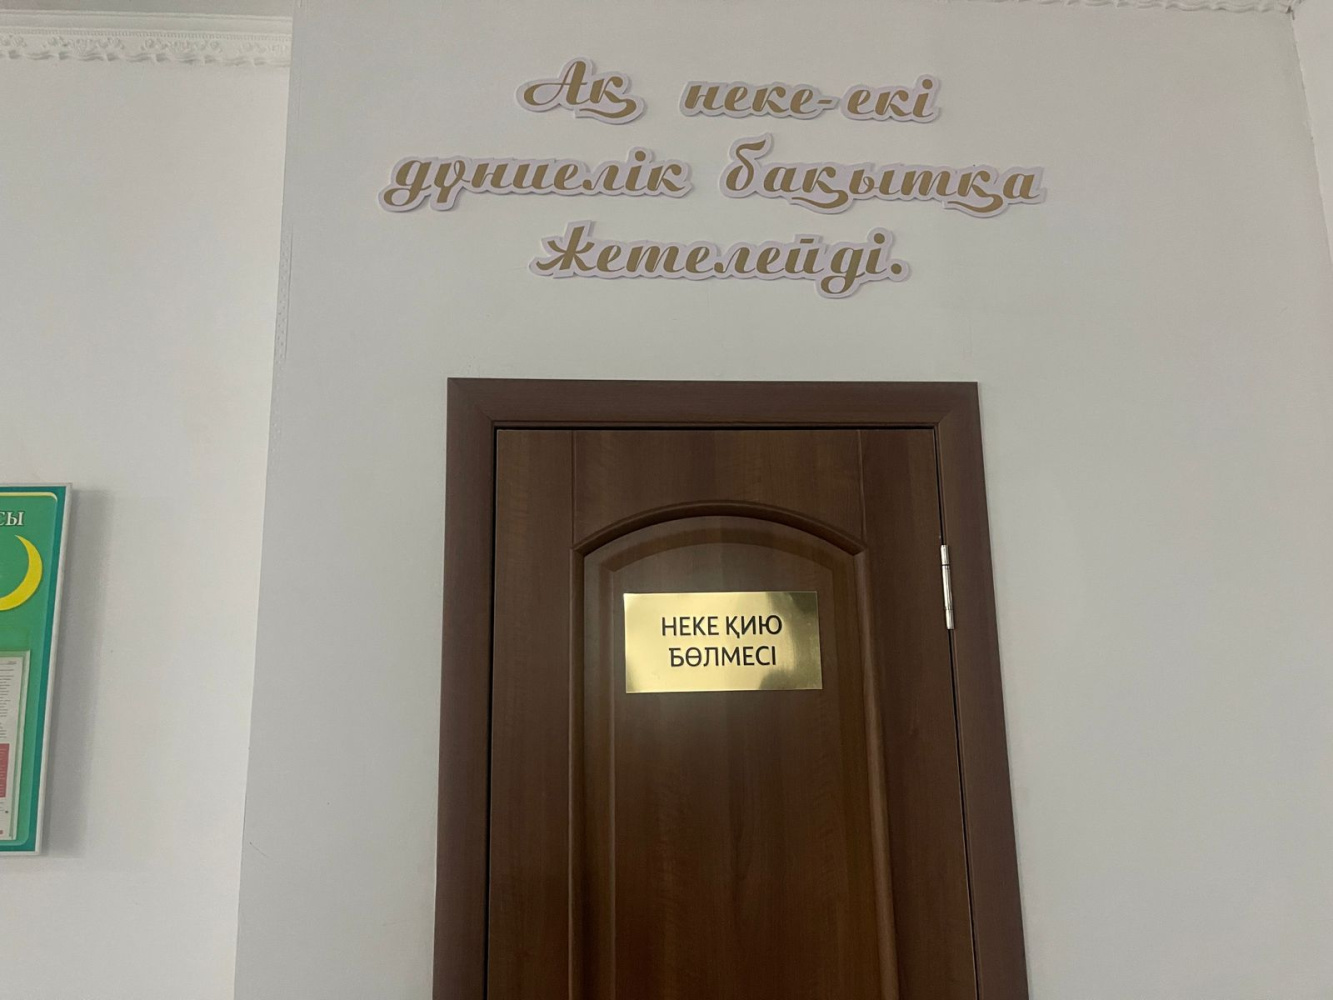 Ақ неке-екі
дүниелік бақытқа
жетелейді.
НЕКЕ ҚИЮ
БӨЛМЕСІ